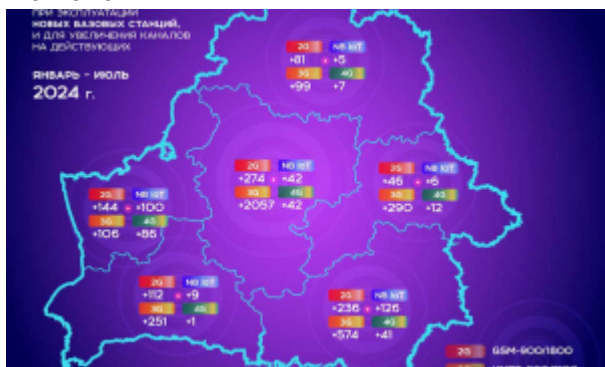 ПРИ ЭКСПЛУАТАЦИИ
НОВЫХ БАЗОВЫХ СТАНЦИЙ,
И ДЛЯ УВЕЛИЧЕНИЯ КАНАЛОВ
НА ДЕЙСТВУЮЩИХ
ЯНВАРЬ – ИЮЛЬ
2024 г.
2G NB IoT
+81 +5
3G 4G
+99 +7
2G NB IoT
+274 +42
3G 4G
+2057 +42
2G NB IoT
+46 +6
3G 4G
+290 +12
2G NB IoT
+144 +100
3G 4G
+106 +86
2G NB IoT
+112 +9
3G 4G
+251 +1
2G NB IoT
+236 +126
3G 4G
+574 +41
2G GSM-900/1800